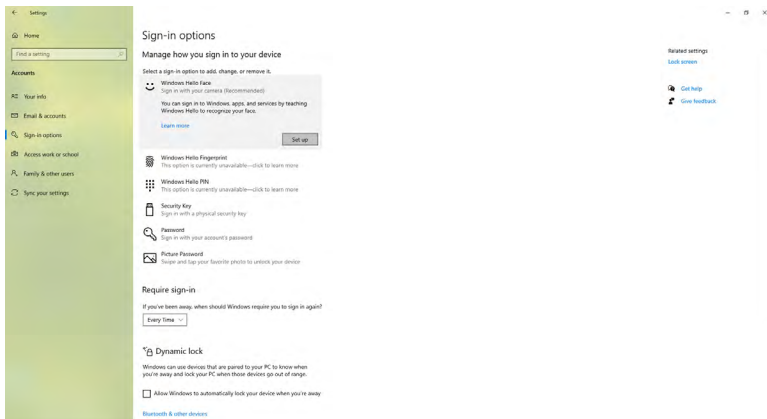 Settings
Home
Find a setting
Accounts
Your info
Email & accounts
Sign-in options
Access work or school
Family & other users
Sync your settings
Sign-in options
Manage how you sign in to your device
Select a sign-in option to add, change, or remove it.
Windows Hello Face
Sign in with your camera (Recommended)
You can sign in to Windows, apps, and services by teaching
Windows Hello to recognize your face.
Learn more
Set up
Windows Hello Fingerprint
This option is currently unavailable—click to learn more
Windows Hello PIN
This option is currently unavailable—click to learn more
Security Key
Sign in with a physical security key
Password
Sign in with your account's password
Picture Password
Swipe and tap your favorite photo to unlock your device
Require sign-in
If you've been away, when should Windows require you to sign in again?
Every Time
Dynamic lock
Windows can use devices that are paired to your PC to know when
you're away and lock your PC when those devices go out of range.
Allow Windows to automatically lock your device when you're away
Bluetooth & other devices
Related settings
Lock screen
Get help
Give feedback